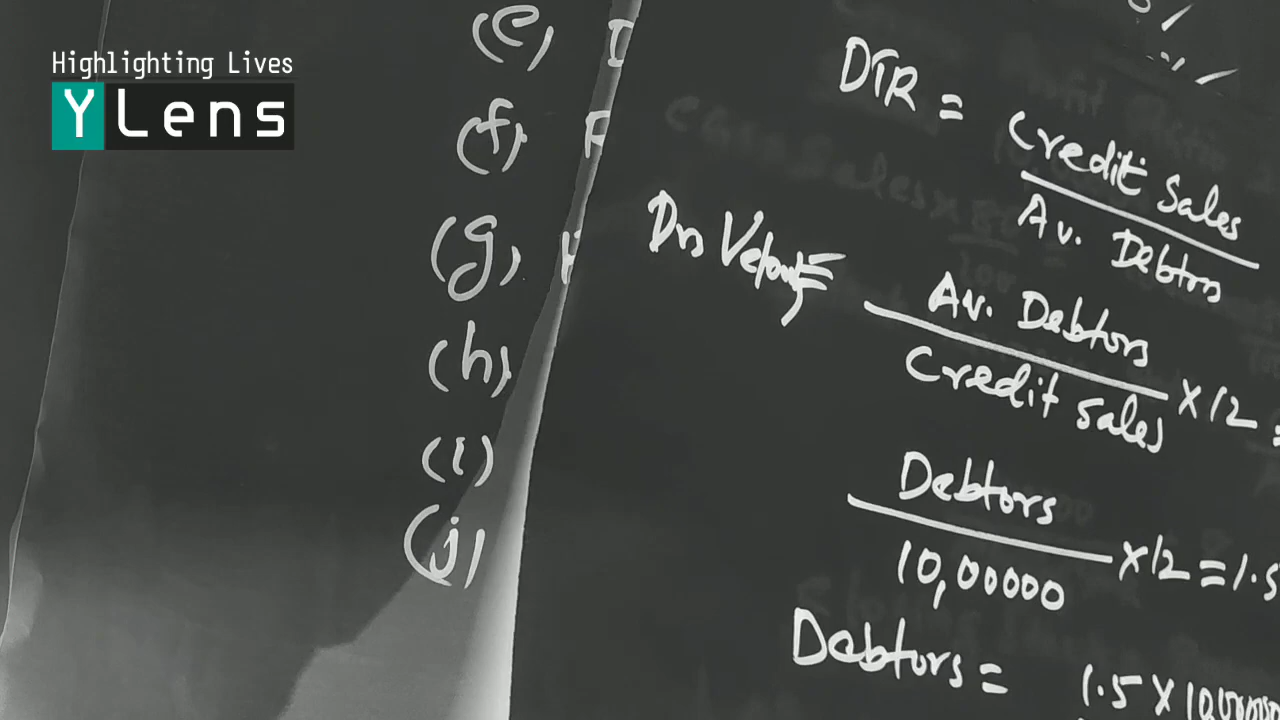 Highlighting Lives
YLens
(e)
(f)
(g)
(h)
(i)
(j)
DTR = Credit Sales
Av. Debtors
Drs Velocity = Av. Debtors
Credit sales × 12 =
Debtors
10,00000 × 12 = 1.5
Debtors = 1.5 ×